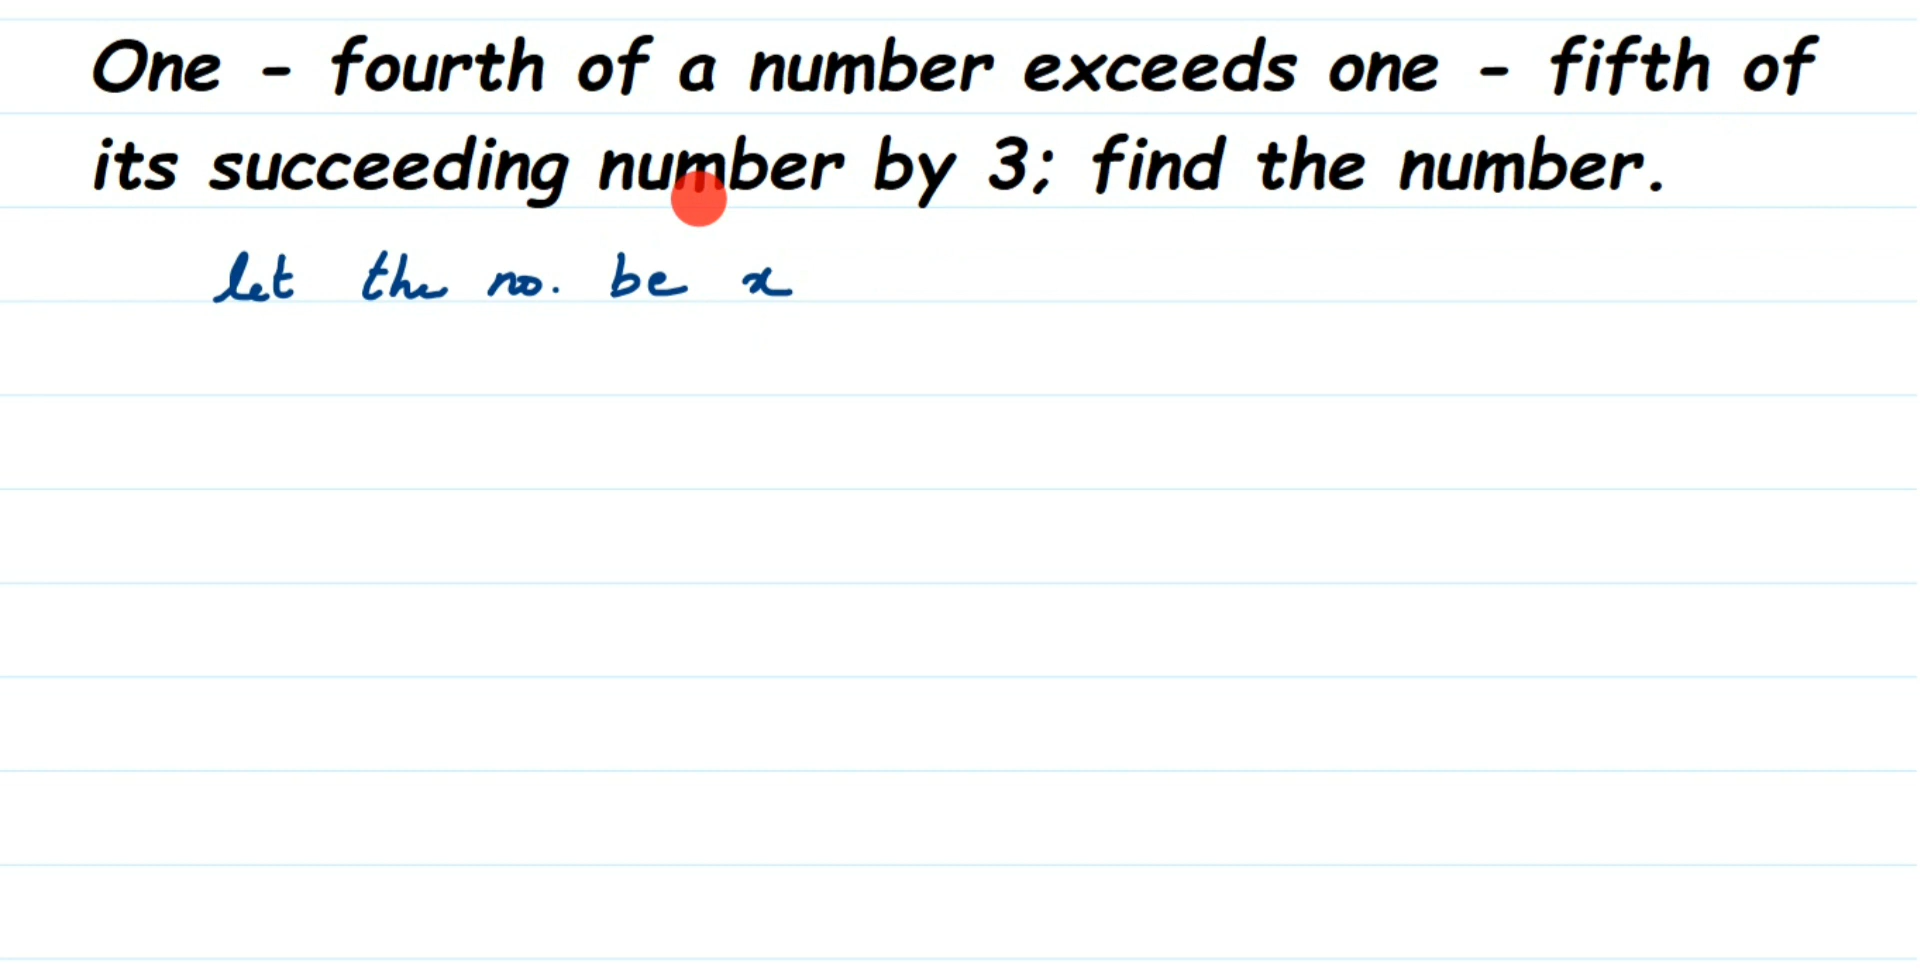 One - fourth of a number exceeds one - fifth of
its succeeding number by 3; find the number.
let the no. be x